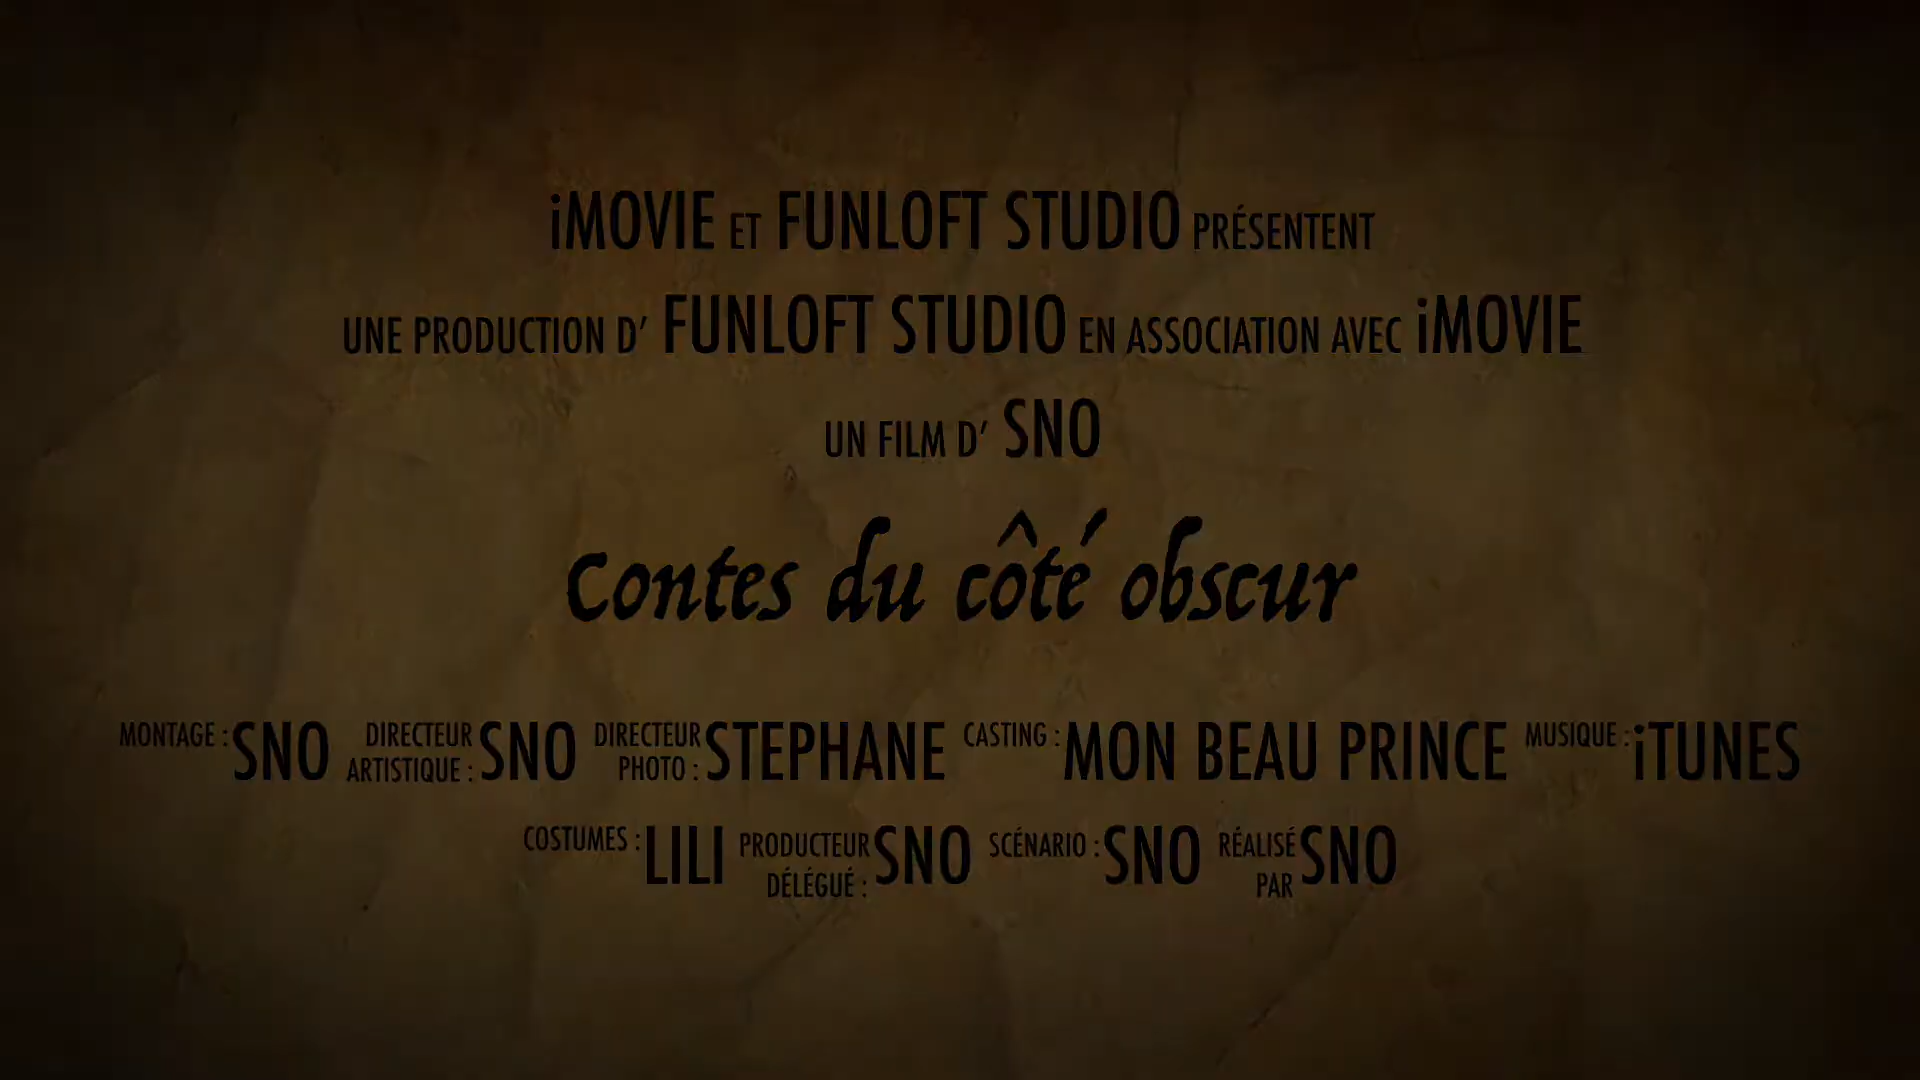 iMOVIE ET FUNLOFT STUDIO PRÉSENTENT
UNE PRODUCTION D’ FUNLOFT STUDIO EN ASSOCIATION AVEC iMOVIE
UN FILM D’ SNO
Contes du côté obscur
MONTAGE : SNO DIRECTEUR ARTISTIQUE : SNO DIRECTEUR PHOTO : STEPHANE CASTING : MON BEAU PRINCE MUSIQUE : iTUNES
COSTUMES : LILI PRODUCTEUR DÉLÉGUÉ : SNO SCÉNARIO : SNO RÉALISÉ PAR SNO